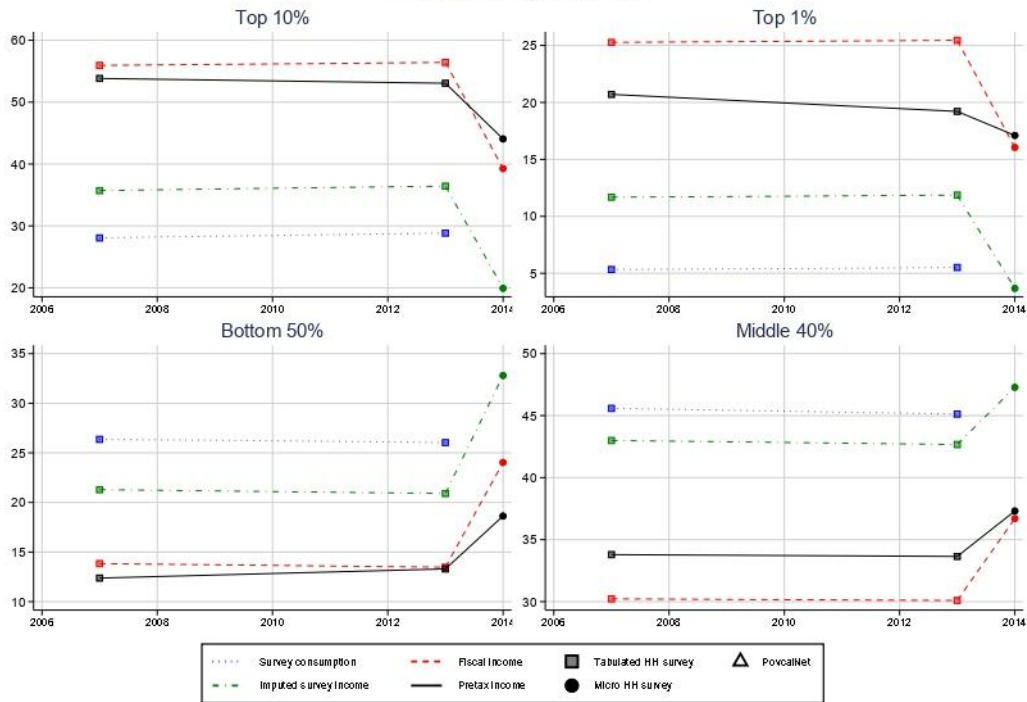 Top 10%
Top 1%
60
50
40
30
20
2006 2008 2010 2012 2014
25
20
15
10
5
2006 2008 2010 2012 2014
Bottom 50%
Middle 40%
35
30
25
20
15
10
2006 2008 2010 2012 2014
50
45
40
35
30
2006 2008 2010 2012 2014
Survey consumption Fiscal income Tabulated HH survey PovcalNet
Imputed survey income Pretax income Micro HH survey